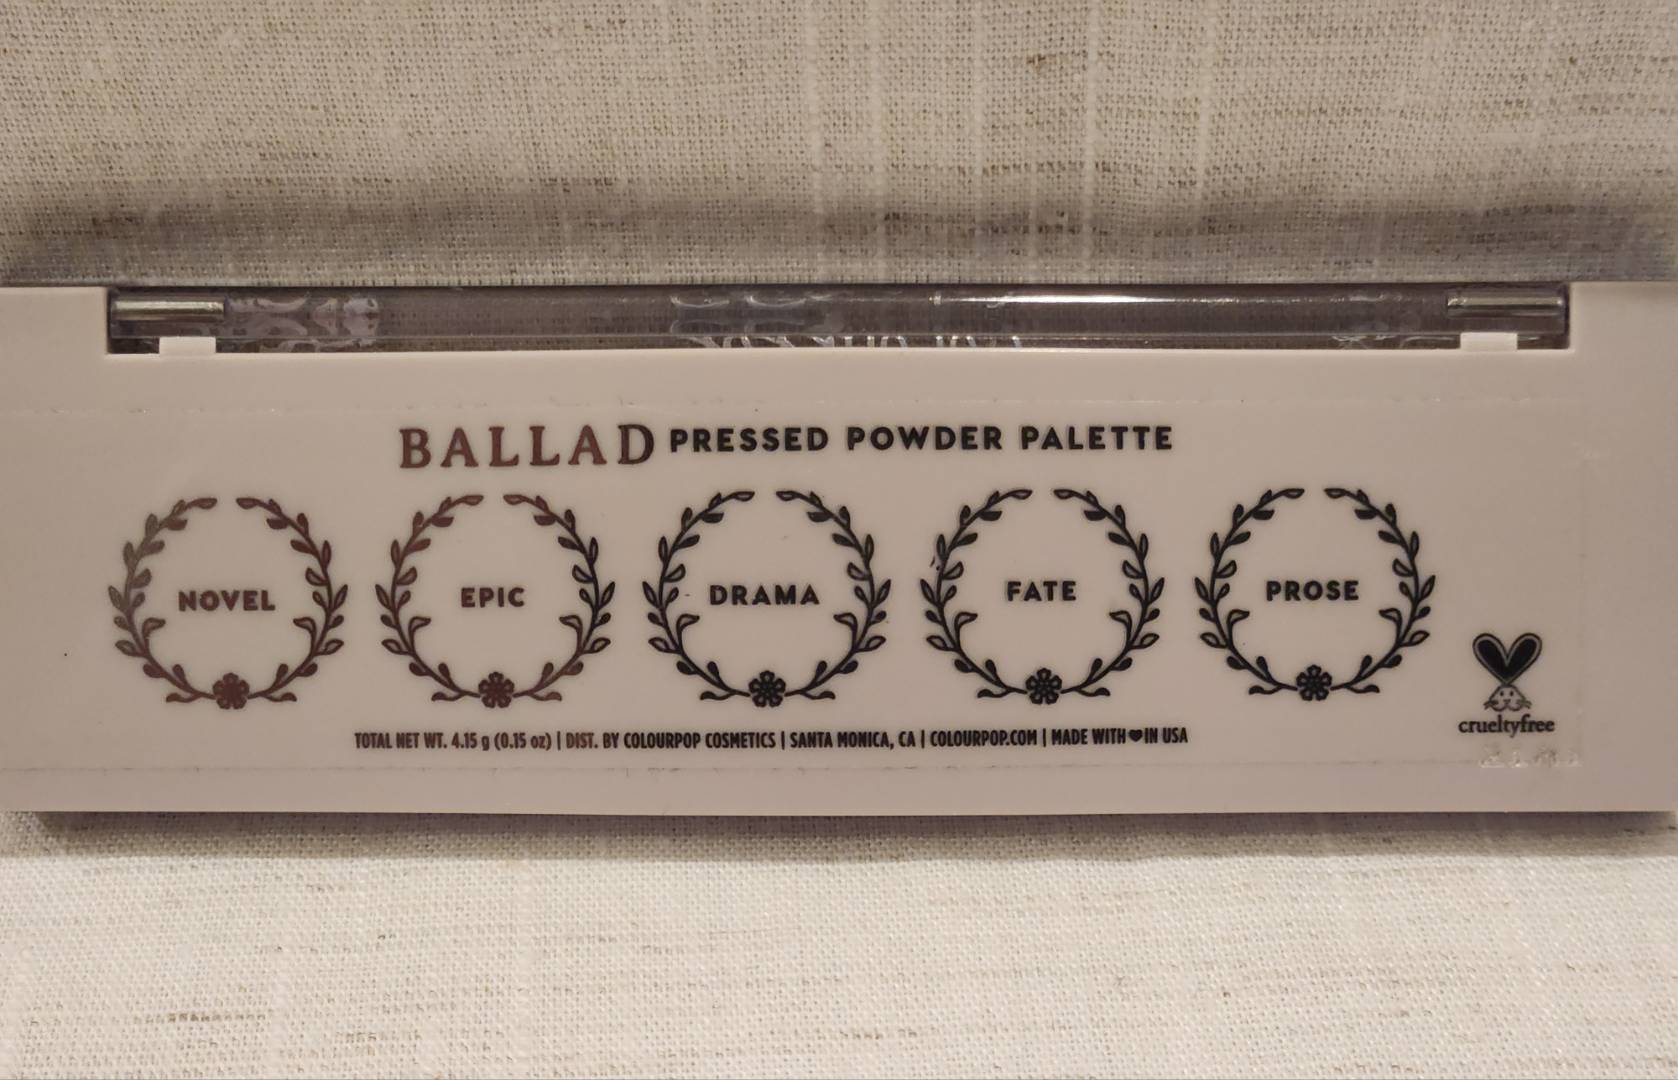 BALLAD PRESSED POWDER PALETTE
NOVEL
EPIC
DRAMA
FATE
PROSE
crueltyfree
TOTAL NET WT. 4.15 g (0.15 oz) | DIST. BY COLOURPOP COSMETICS | SANTA MONICA, CA | COLOURPOP.COM | MADE WITH ♥ IN USA